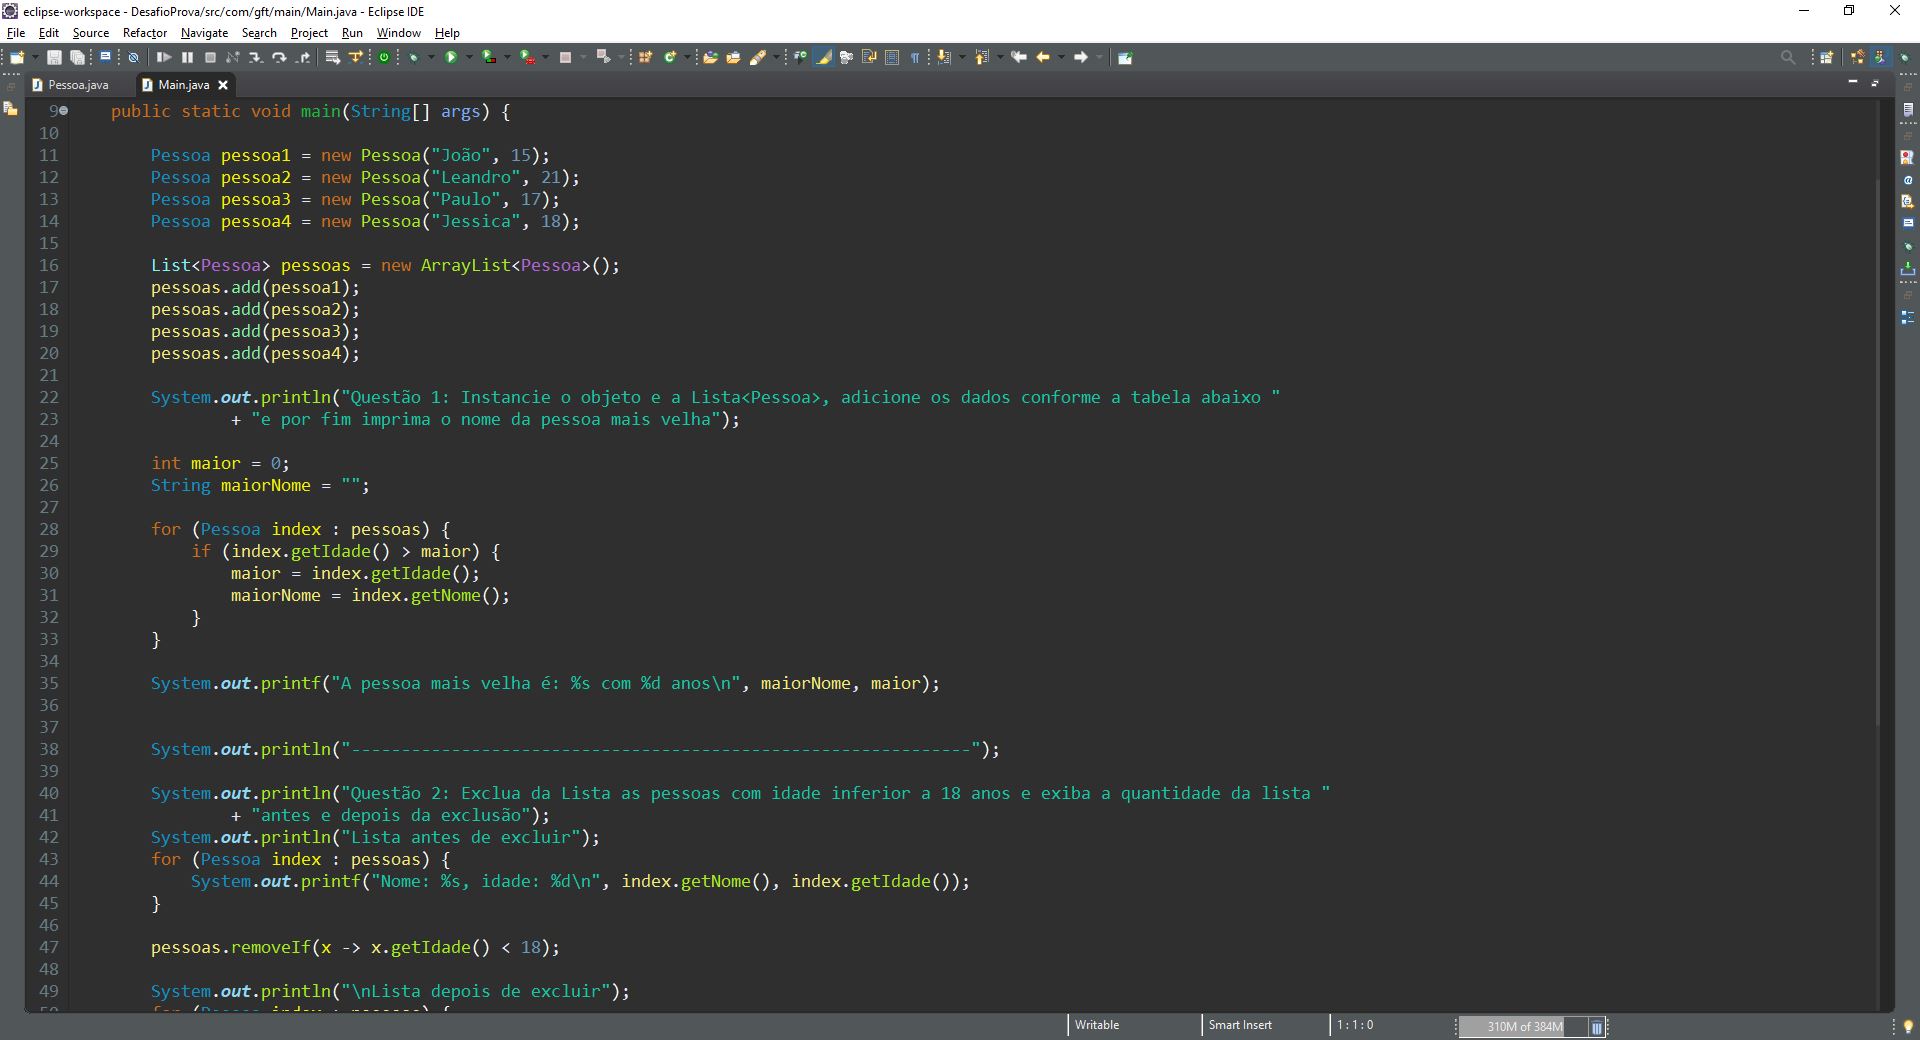 eclipse-workspace - DesafioProva/src/com/gft/main/Main.java - Eclipse IDE
File Edit Source Refactor Navigate Search Project Run Window Help
Pessoa.java Main.java
9 public static void main(String[] args) {
10
11 Pessoa pessoa1 = new Pessoa("João", 15);
12 Pessoa pessoa2 = new Pessoa("Leandro", 21);
13 Pessoa pessoa3 = new Pessoa("Paulo", 17);
14 Pessoa pessoa4 = new Pessoa("Jessica", 18);
15
16 List<Pessoa> pessoas = new ArrayList<Pessoa>();
17 pessoas.add(pessoa1);
18 pessoas.add(pessoa2);
19 pessoas.add(pessoa3);
20 pessoas.add(pessoa4);
21
22 System.out.println("Questão 1: Instancie o objeto e a Lista<Pessoa>, adicione os dados conforme a tabela abaixo "
23 + "e por fim imprima o nome da pessoa mais velha");
24
25 int maior = 0;
26 String maiorNome = "";
27
28 for (Pessoa index : pessoas) {
29 if (index.getIdade() > maior) {
30 maior = index.getIdade();
31 maiorNome = index.getNome();
32 }
33 }
34
35 System.out.printf("A pessoa mais velha é: %s com %d anos\n", maiorNome, maior);
36
37
38 System.out.println("--------------------------------------------------------------");
39
40 System.out.println("Questão 2: Exclua da Lista as pessoas com idade inferior a 18 anos e exiba a quantidade da lista "
41 + "antes e depois da exclusão");
42 System.out.println("Lista antes de excluir");
43 for (Pessoa index : pessoas) {
44 System.out.printf("Nome: %s, idade: %d\n", index.getNome(), index.getIdade());
45 }
46
47 pessoas.removeIf(x -> x.getIdade() < 18);
48
49 System.out.println("\nLista depois de excluir");
Writable Smart Insert 1 : 1 : 0 310M of 384M